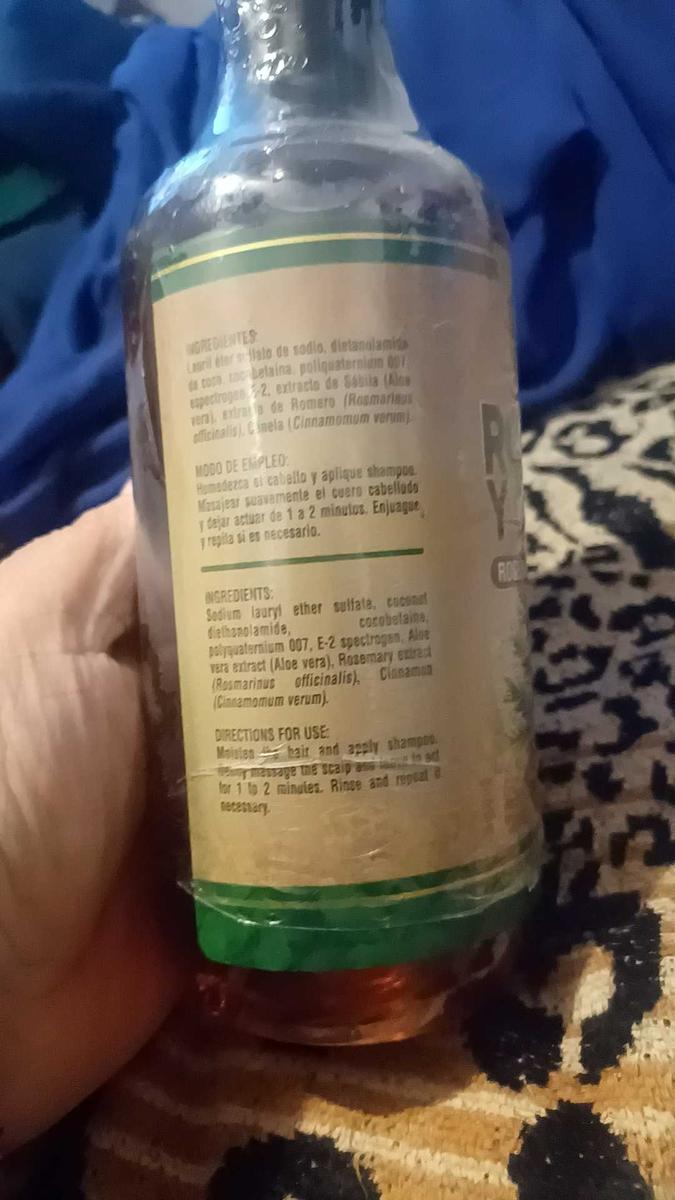 INGREDIENTES:
Lauril éter sulfato de sodio, dietanolamida
de coco, cocobetaina, poliquaternium 007,
espectrogen E-2, extracto de Sábila (Aloe
vera), extracto de Romero (Rosmarinus
officinalis), Canela (Cinnamomum verum).
MODO DE EMPLEO:
Humedezca el cabello y aplique shampoo.
Masajear suavemente el cuero cabelludo
y dejar actuar de 1 a 2 minutos. Enjuague
y repita si es necesario.
INGREDIENTS:
Sodium lauryl ether sulfate, coconut
diethanolamide, cocobetaine,
polyquaternium 007, E-2 spectrogen, Aloe
vera extract (Aloe vera), Rosemary extract
(Rosmarinus officinalis), Cinnamon
(Cinnamomum verum).
DIRECTIONS FOR USE:
Moisten the hair and apply shampoo.
massage the scalp and leave to act
for 1 to 2 minutes. Rinse and repeat if
necessary.
R
Y